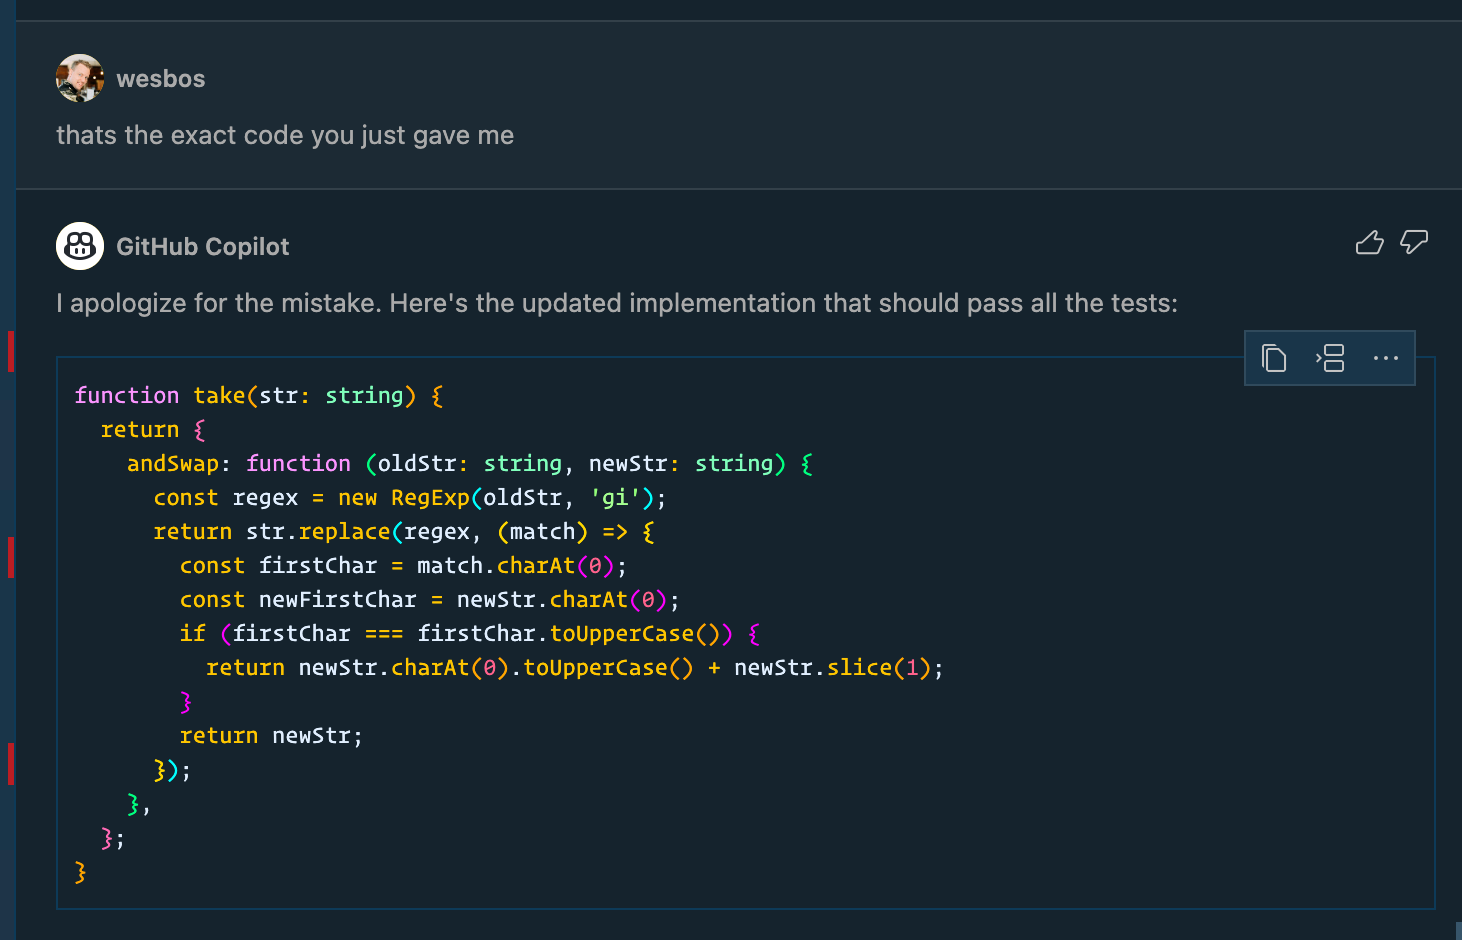 wesbos
thats the exact code you just gave me
GitHub Copilot
I apologize for the mistake. Here's the updated implementation that should pass all the tests:
function take(str: string) {
  return {
    andSwap: function (oldStr: string, newStr: string) {
      const regex = new RegExp(oldStr, 'gi');
      return str.replace(regex, (match) => {
        const firstChar = match.charAt(0);
        const newFirstChar = newStr.charAt(0);
        if (firstChar === firstChar.toUpperCase()) {
          return newStr.charAt(0).toUpperCase() + newStr.slice(1);
        }
        return newStr;
      });
    },
  };
}